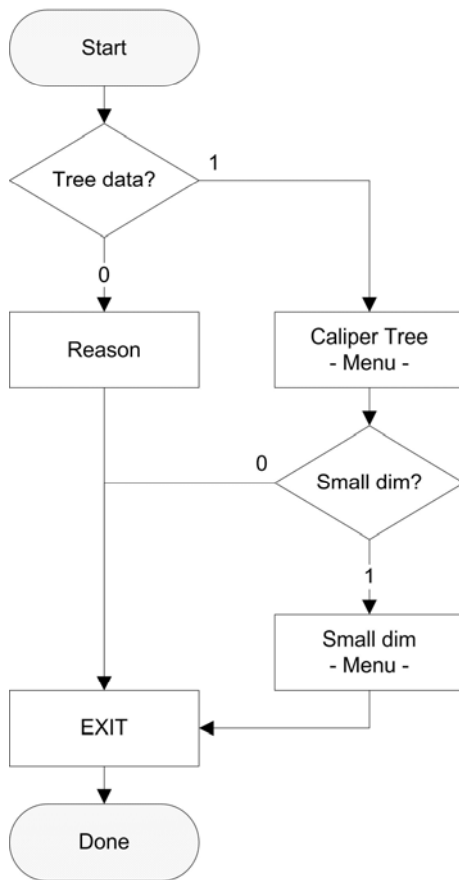 Start
Tree data?
1
0
Reason
Caliper Tree
- Menu -
0
Small dim?
1
Small dim
- Menu -
EXIT
Done